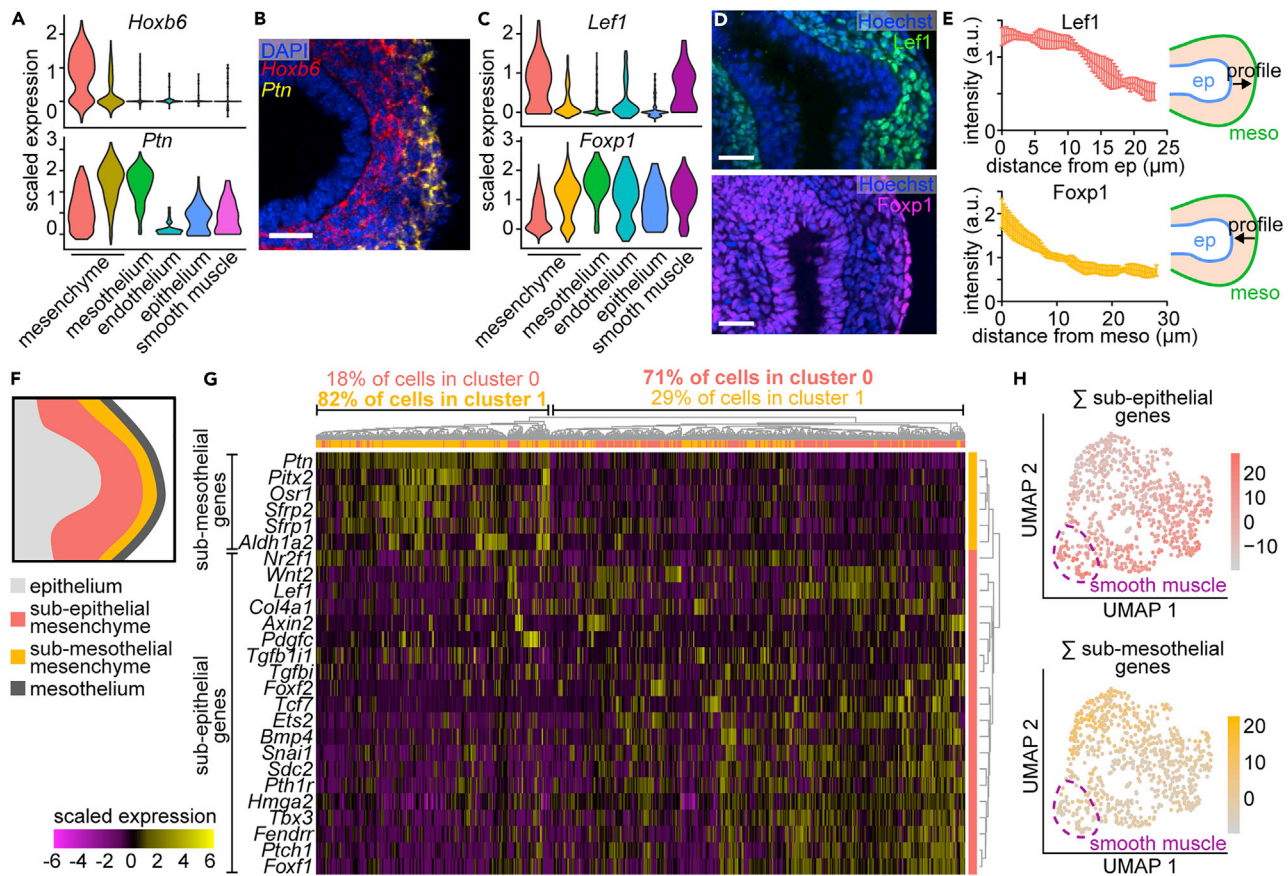 A
Hoxb6
scaled expression
2
1
0
Ptn
3
2
1
0
mesenchyme
mesothelium
endothelium
epithelium
smooth muscle
B
DAPI
Hoxb6
Ptn
C
Lef1
scaled expression
2
1
0
Foxp1
3
2
1
0
mesenchyme
mesothelium
endothelium
epithelium
smooth muscle
D
Hoechst
Lef1
Hoechst
Foxp1
E
Lef1
intensity (a.u.)
1
0
0 5 10 15 20 25
distance from ep (μm)
ep
profile
meso
Foxp1
intensity (a.u.)
2
1
0
0 10 20 30
distance from meso (μm)
ep
profile
meso
F
epithelium
sub-epithelial
mesenchyme
sub-mesothelial
mesenchyme
mesothelium
scaled expression
-6 -4 -2 0 2 4 6
G
18% of cells in cluster 0
82% of cells in cluster 1
71% of cells in cluster 0
29% of cells in cluster 1
sub-mesothelial
genes
Ptn
Pitx2
Osr1
Sfrp2
Sfrp1
Aldh1a2
sub-epithelial
genes
Nr2f1
Wnt2
Lef1
Col4a1
Axin2
Pdgfc
Tgfb1i1
Tgfbi
Foxf2
Tcf7
Ets2
Bmp4
Snai1
Sdc2
Pth1r
Hmga2
Tbx3
Fendrr
Ptch1
Foxf1
H
∑ sub-epithelial
genes
UMAP 2
20
10
0
−10
smooth muscle
UMAP 1
∑ sub-mesothelial
genes
UMAP 2
20
10
0
smooth muscle
UMAP 1